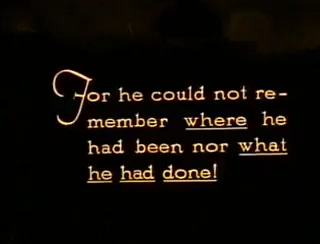 For he could not re-
member where he
had been nor what
he had done!